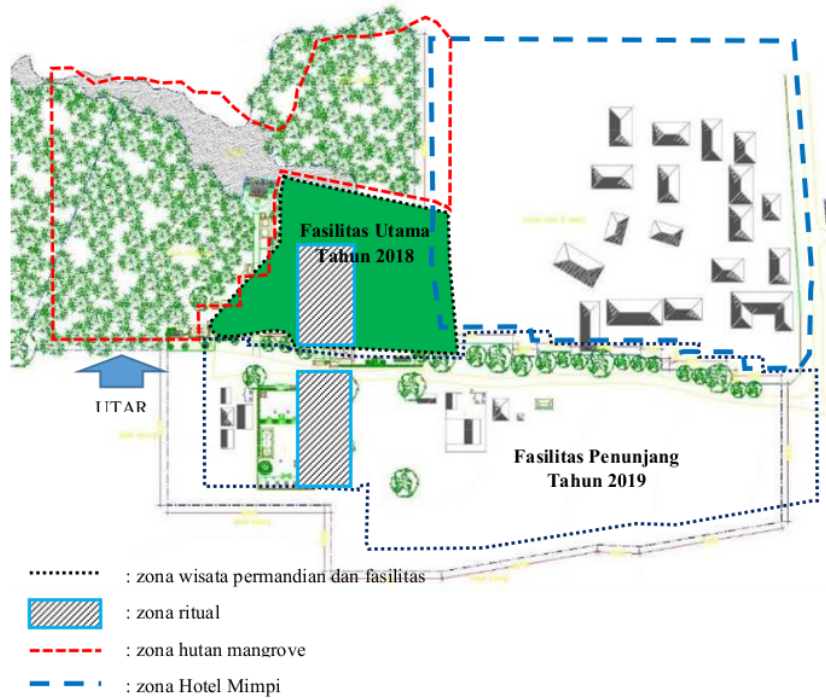 Fasilitas Utama
Tahun 2018
UTAR
Fasilitas Penunjang
Tahun 2019
: zona wisata permandian dan fasilitas
: zona ritual
: zona hutan mangrove
: zona Hotel Mimpi